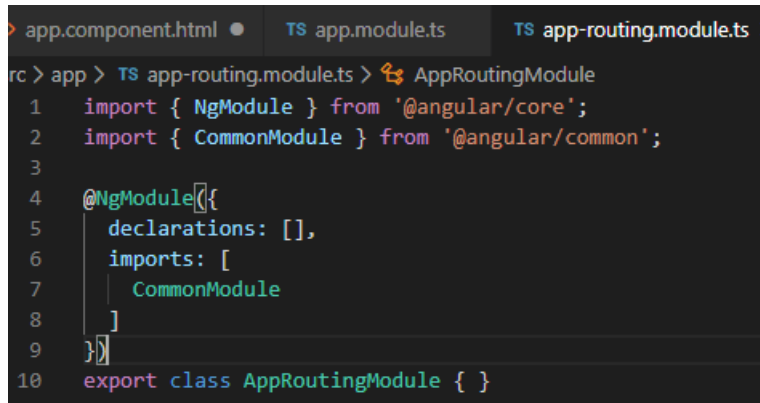 app.component.html ● TS app.module.ts TS app-routing.module.ts
rc > app > TS app-routing.module.ts > AppRoutingModule
1 import { NgModule } from '@angular/core';
2 import { CommonModule } from '@angular/common';
3
4 @NgModule({
5 declarations: [],
6 imports: [
7 CommonModule
8 ]
9 })
10 export class AppRoutingModule { }